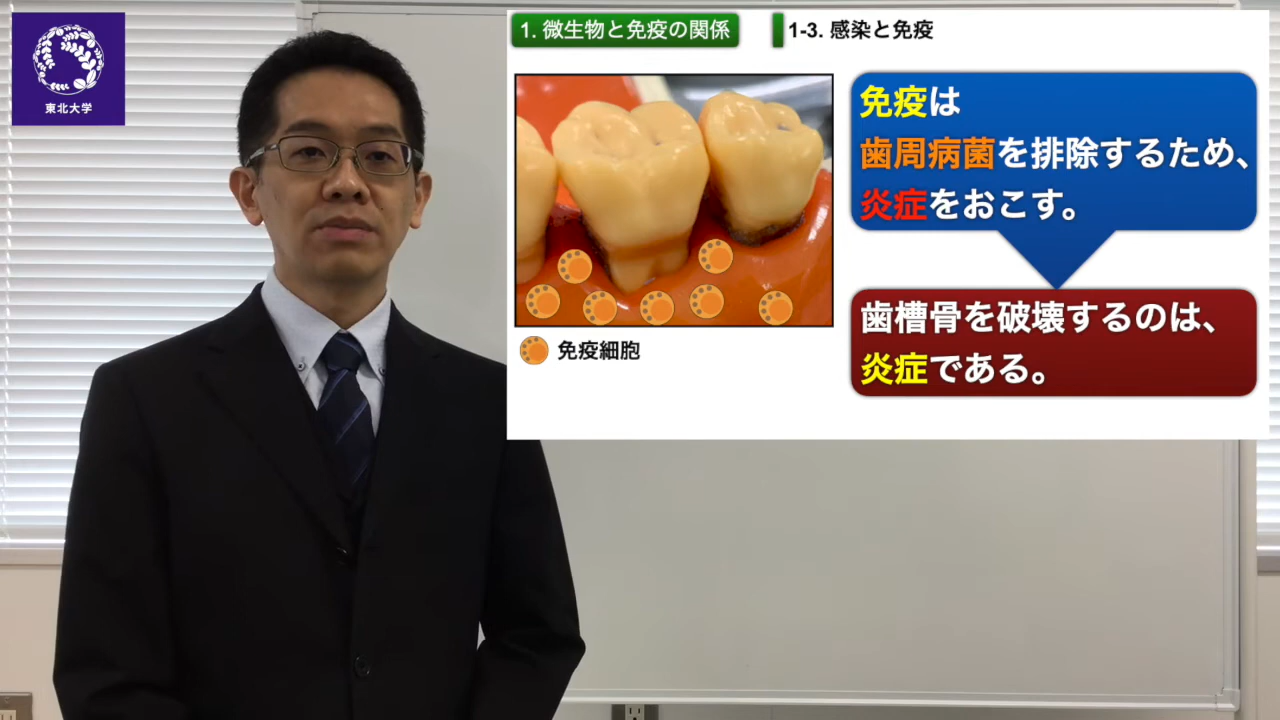 東北大学
1. 微生物と免疫の関係
1-3. 感染と免疫
免疫は
歯周病菌を排除するため、
炎症をおこす。
歯槽骨を破壊するのは、
炎症である。
免疫細胞